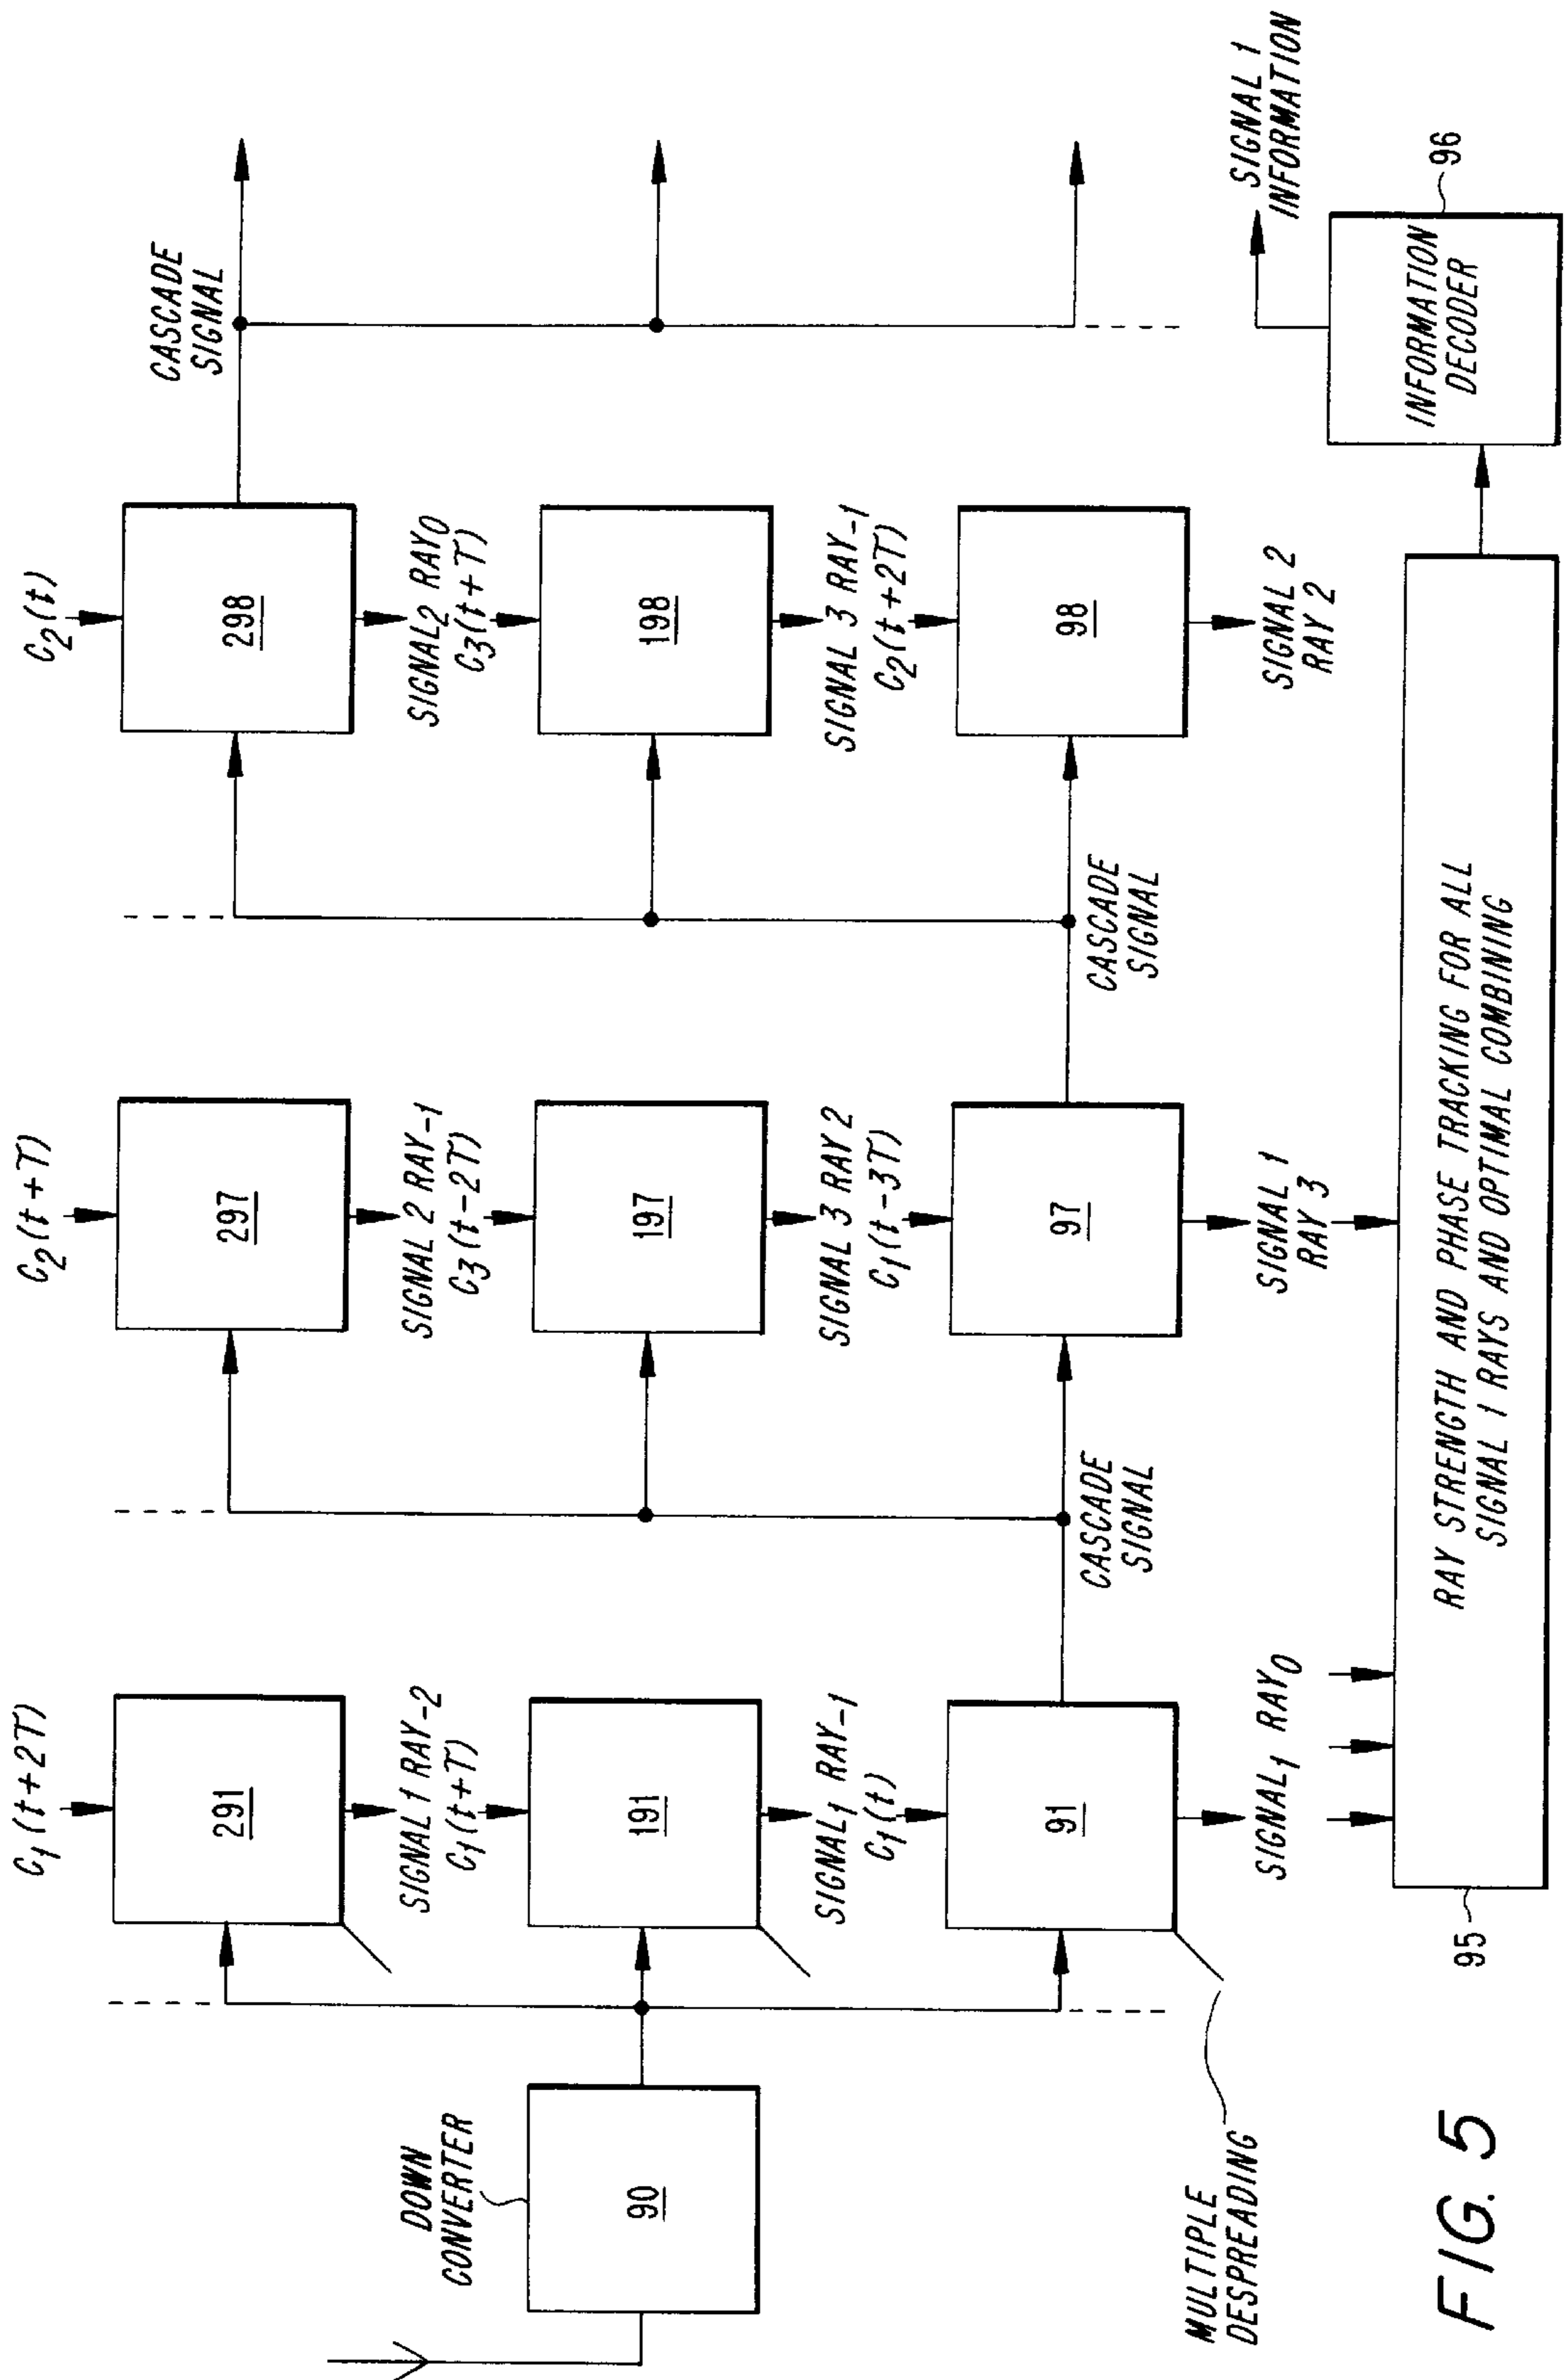 C1(t+2T)
291
SIGNAL 1 RAY-2
C1(t+T)
191
SIGNAL1 RAY-1
C1(t)
91
SIGNAL1 RAY0
DOWN
CONVERTER
90
MULTIPLE
DESPREADING
CASCADE
SIGNAL
C2(t+T)
297
SIGNAL 2 RAY-1
C3(t-2T)
197
SIGNAL 3 RAY 2
C1(t-3T)
97
SIGNAL 1
RAY 3
CASCADE
SIGNAL
C2(t)
298
SIGNAL2 RAY0
C3(t+T)
198
SIGNAL 3 RAY-1
C2(t+2T)
98
SIGNAL 2
RAY 2
CASCADE
SIGNAL
95
RAY STRENGTH AND PHASE TRACKING FOR ALL
SIGNAL 1 RAYS AND OPTIMAL COMBINING
INFORMATION
DECODER
96
SIGNAL 1
INFORMATION
FIG. 5